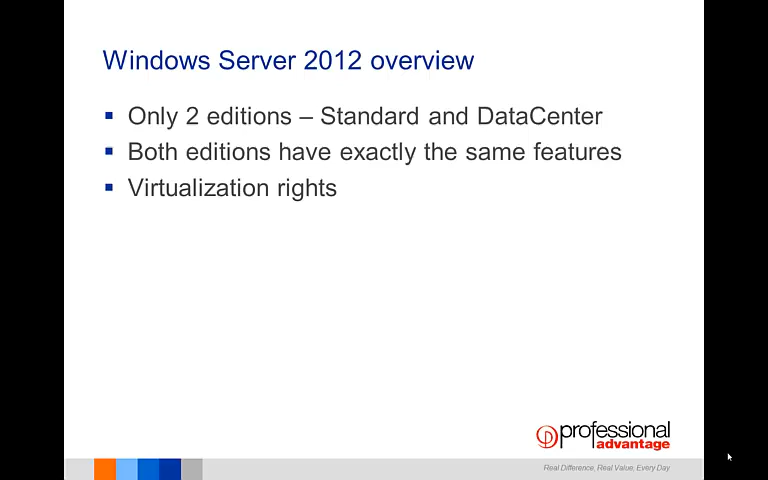 Windows Server 2012 overview
Only 2 editions – Standard and DataCenter
Both editions have exactly the same features
Virtualization rights
professional
advantage
Real Difference, Real Value, Every Day